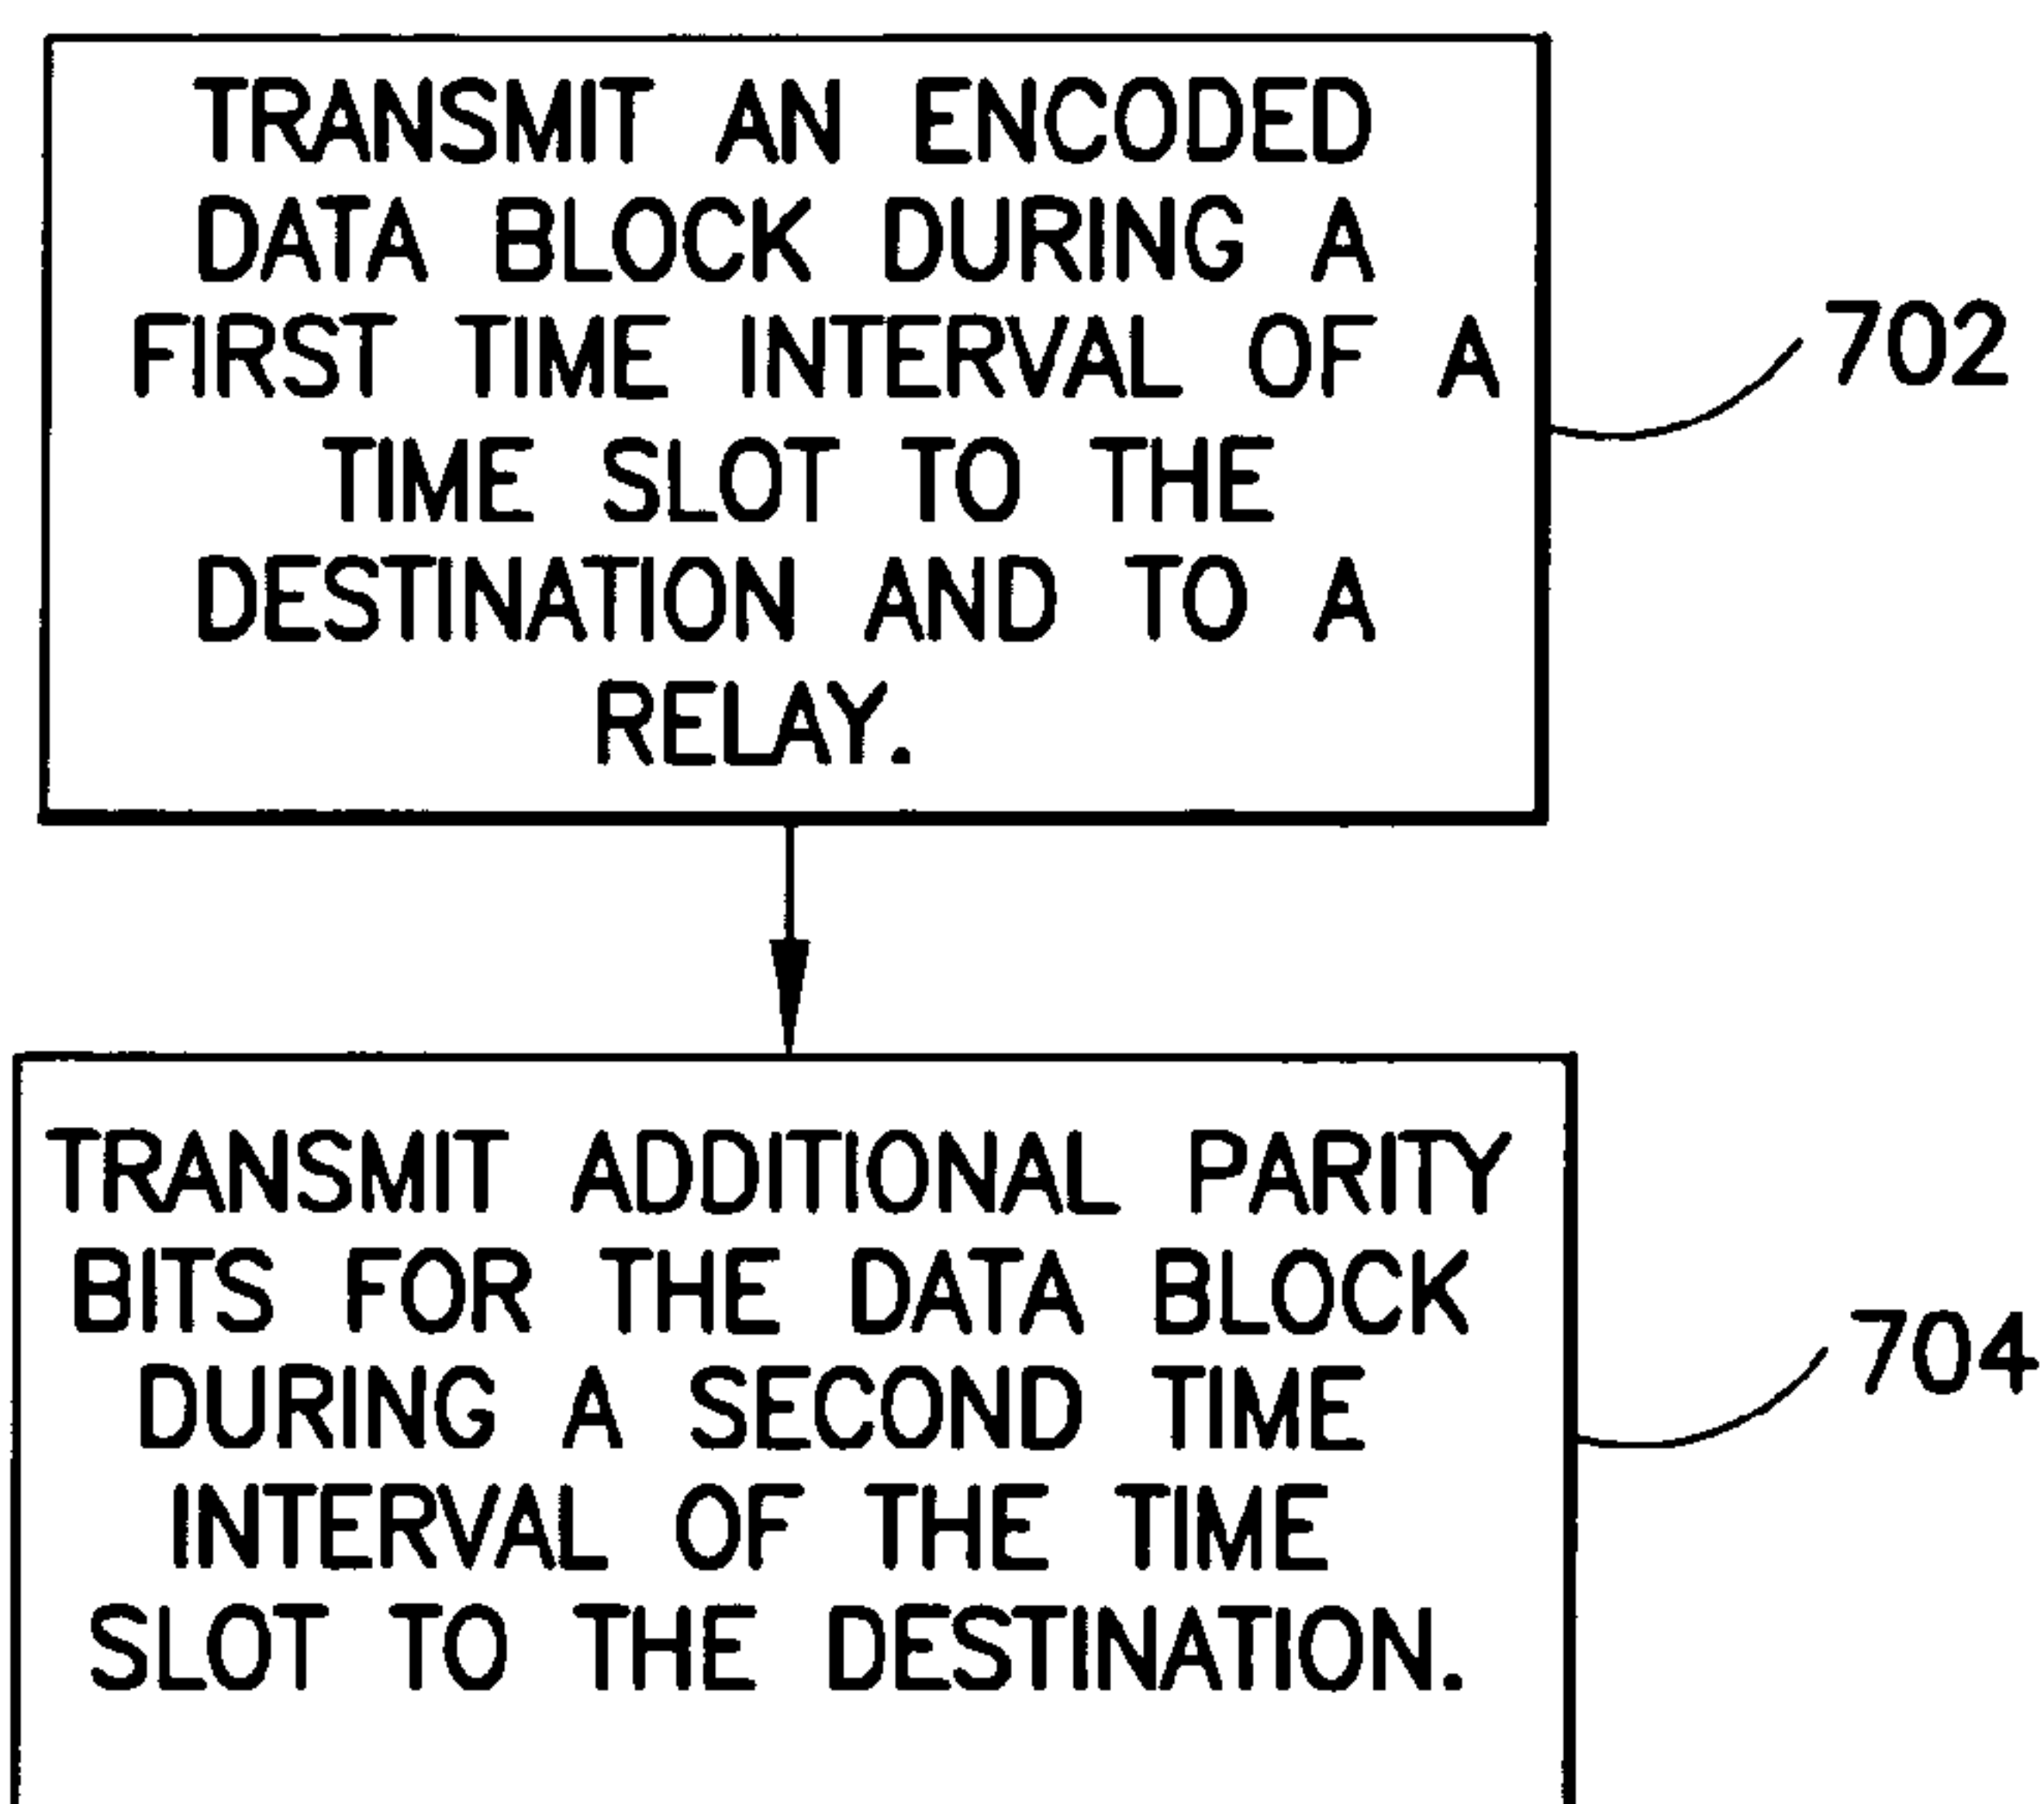 TRANSMIT AN ENCODED
DATA BLOCK DURING A
FIRST TIME INTERVAL OF A
TIME SLOT TO THE
DESTINATION AND TO A
RELAY.
702
TRANSMIT ADDITIONAL PARITY
BITS FOR THE DATA BLOCK
DURING A SECOND TIME
INTERVAL OF THE TIME
SLOT TO THE DESTINATION.
704